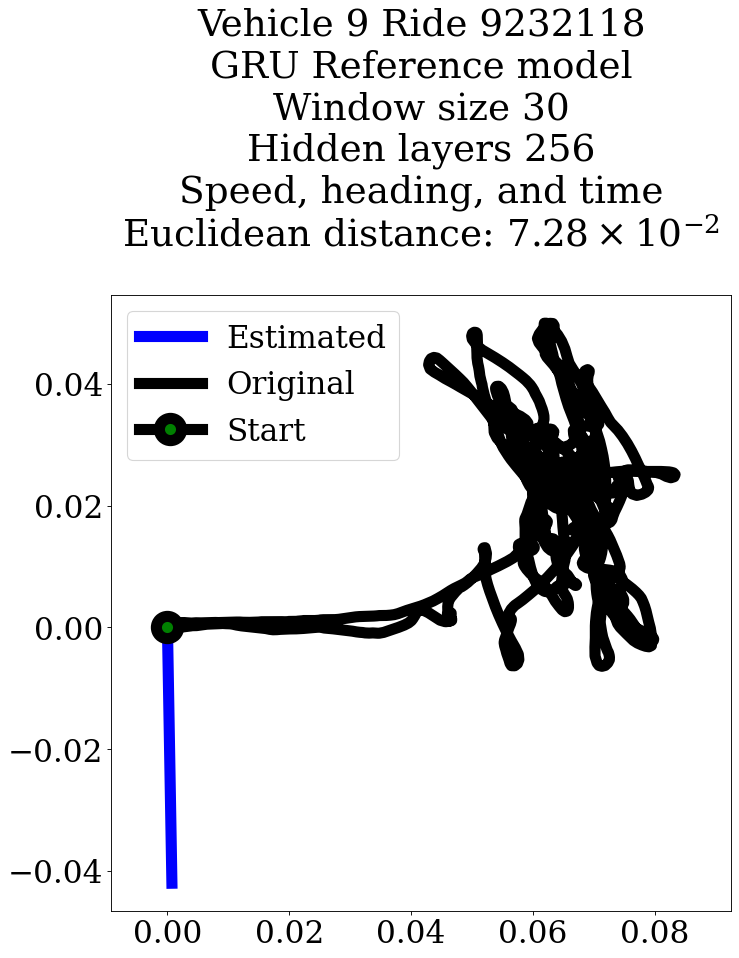 Vehicle 9 Ride 9232118
GRU Reference model
Window size 30
Hidden layers 256
Speed, heading, and time
Euclidean distance: 7.28 × 10⁻²
Estimated
Original
Start
0.04
0.02
0.00
−0.02
−0.04
0.00 0.02 0.04 0.06 0.08